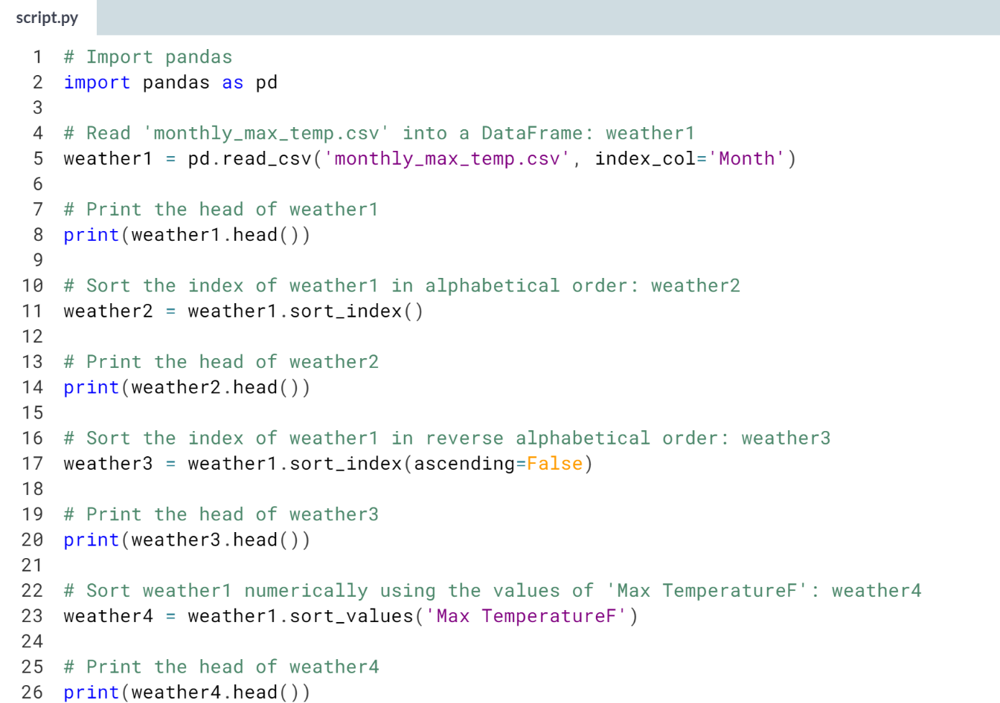 script.py
1 # Import pandas
2 import pandas as pd
3
4 # Read 'monthly_max_temp.csv' into a DataFrame: weather1
5 weather1 = pd.read_csv('monthly_max_temp.csv', index_col='Month')
6
7 # Print the head of weather1
8 print(weather1.head())
9
10 # Sort the index of weather1 in alphabetical order: weather2
11 weather2 = weather1.sort_index()
12
13 # Print the head of weather2
14 print(weather2.head())
15
16 # Sort the index of weather1 in reverse alphabetical order: weather3
17 weather3 = weather1.sort_index(ascending=False)
18
19 # Print the head of weather3
20 print(weather3.head())
21
22 # Sort weather1 numerically using the values of 'Max TemperatureF': weather4
23 weather4 = weather1.sort_values('Max TemperatureF')
24
25 # Print the head of weather4
26 print(weather4.head())